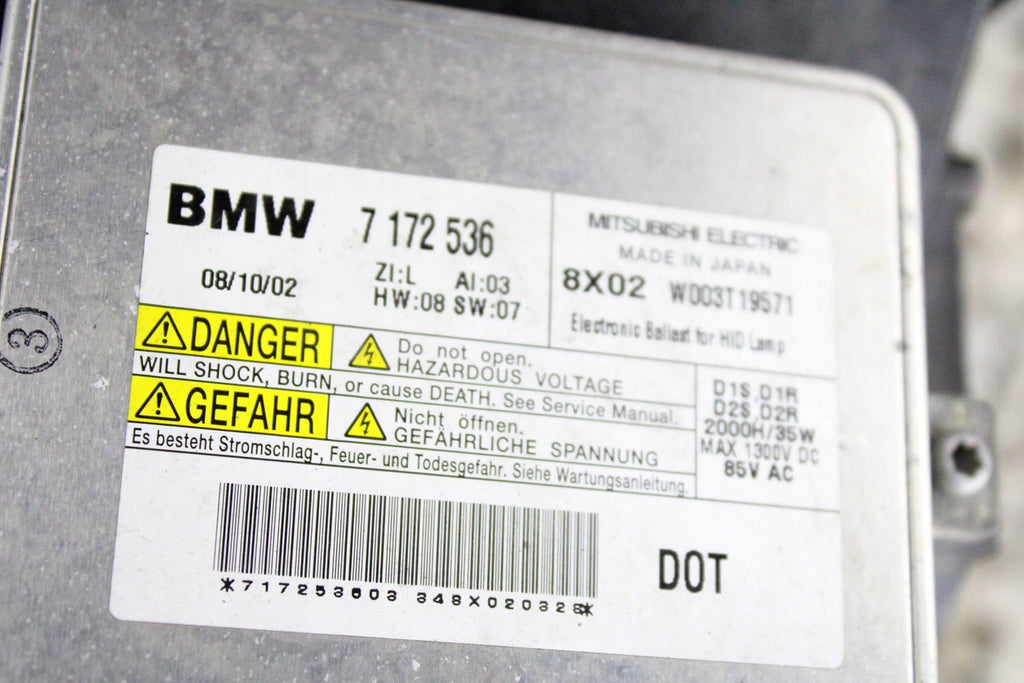 BMW 7 172 536
08/10/02
ZI:L AI:03
HW:08 SW:07
MITSUBISHI ELECTRIC
MADE IN JAPAN
8X02 W003T19571
Electronic Ballast for HID Lamp
DANGER
Do not open.
HAZARDOUS VOLTAGE
WILL SHOCK, BURN, or cause DEATH. See Service Manual.
GEFAHR
Nicht öffnen.
GEFÄHRLICHE SPANNUNG
Es besteht Stromschlag-, Feuer- und Todesgefahr. Siehe Wartungsanleitung.
D1S,D1R
D2S,D2R
2000H/35W
MAX 1300V DC
85V AC
*717253603 348X020328*
DOT
3